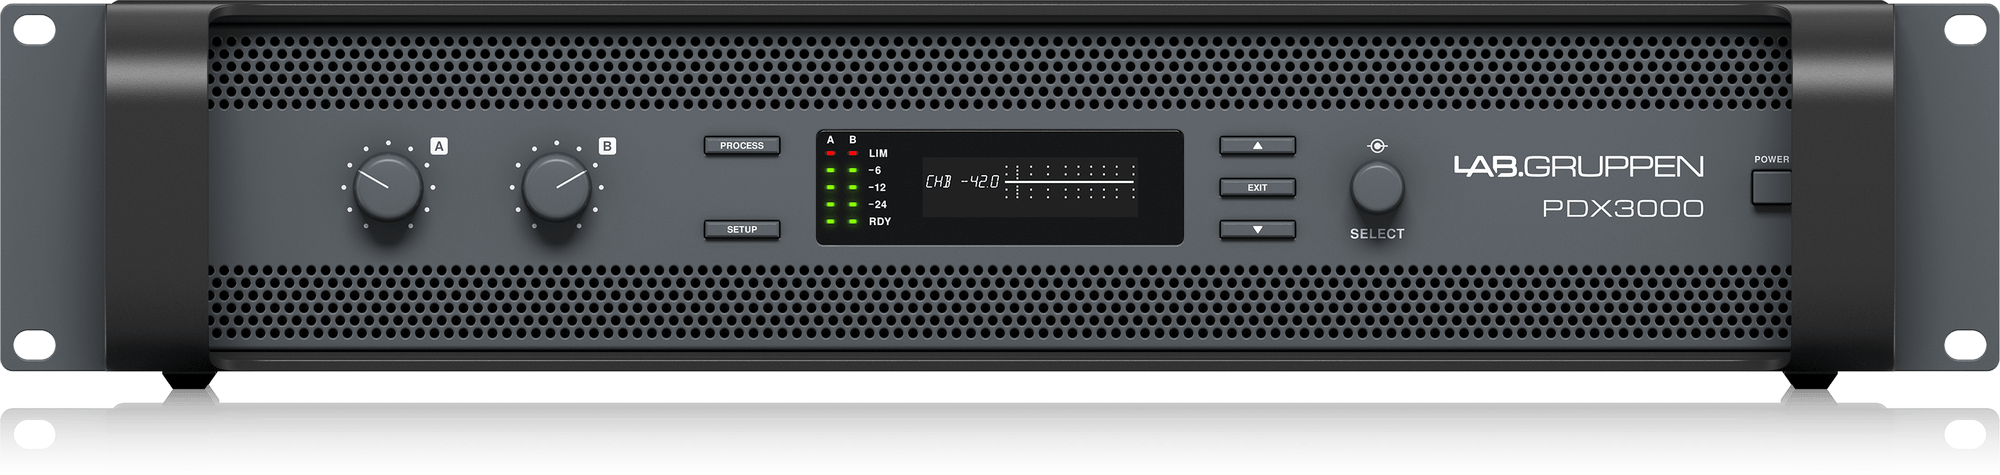 A
B
PROCESS
SETUP
A B
LIM
-6
-12
-24
RDY
CHB -42.0
EXIT
SELECT
LAB.GRUPPEN
PDX3000
POWER